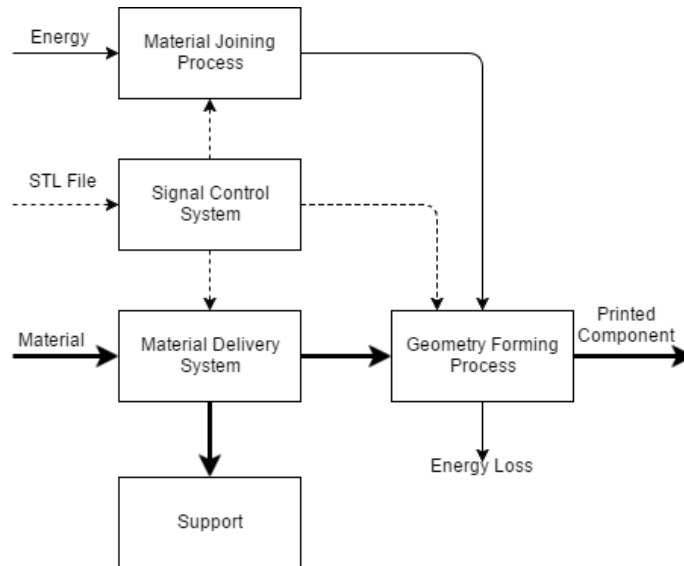 Energy
Material Joining
Process
STL File
Signal Control
System
Material
Material Delivery
System
Geometry Forming
Process
Printed
Component
Energy Loss
Support